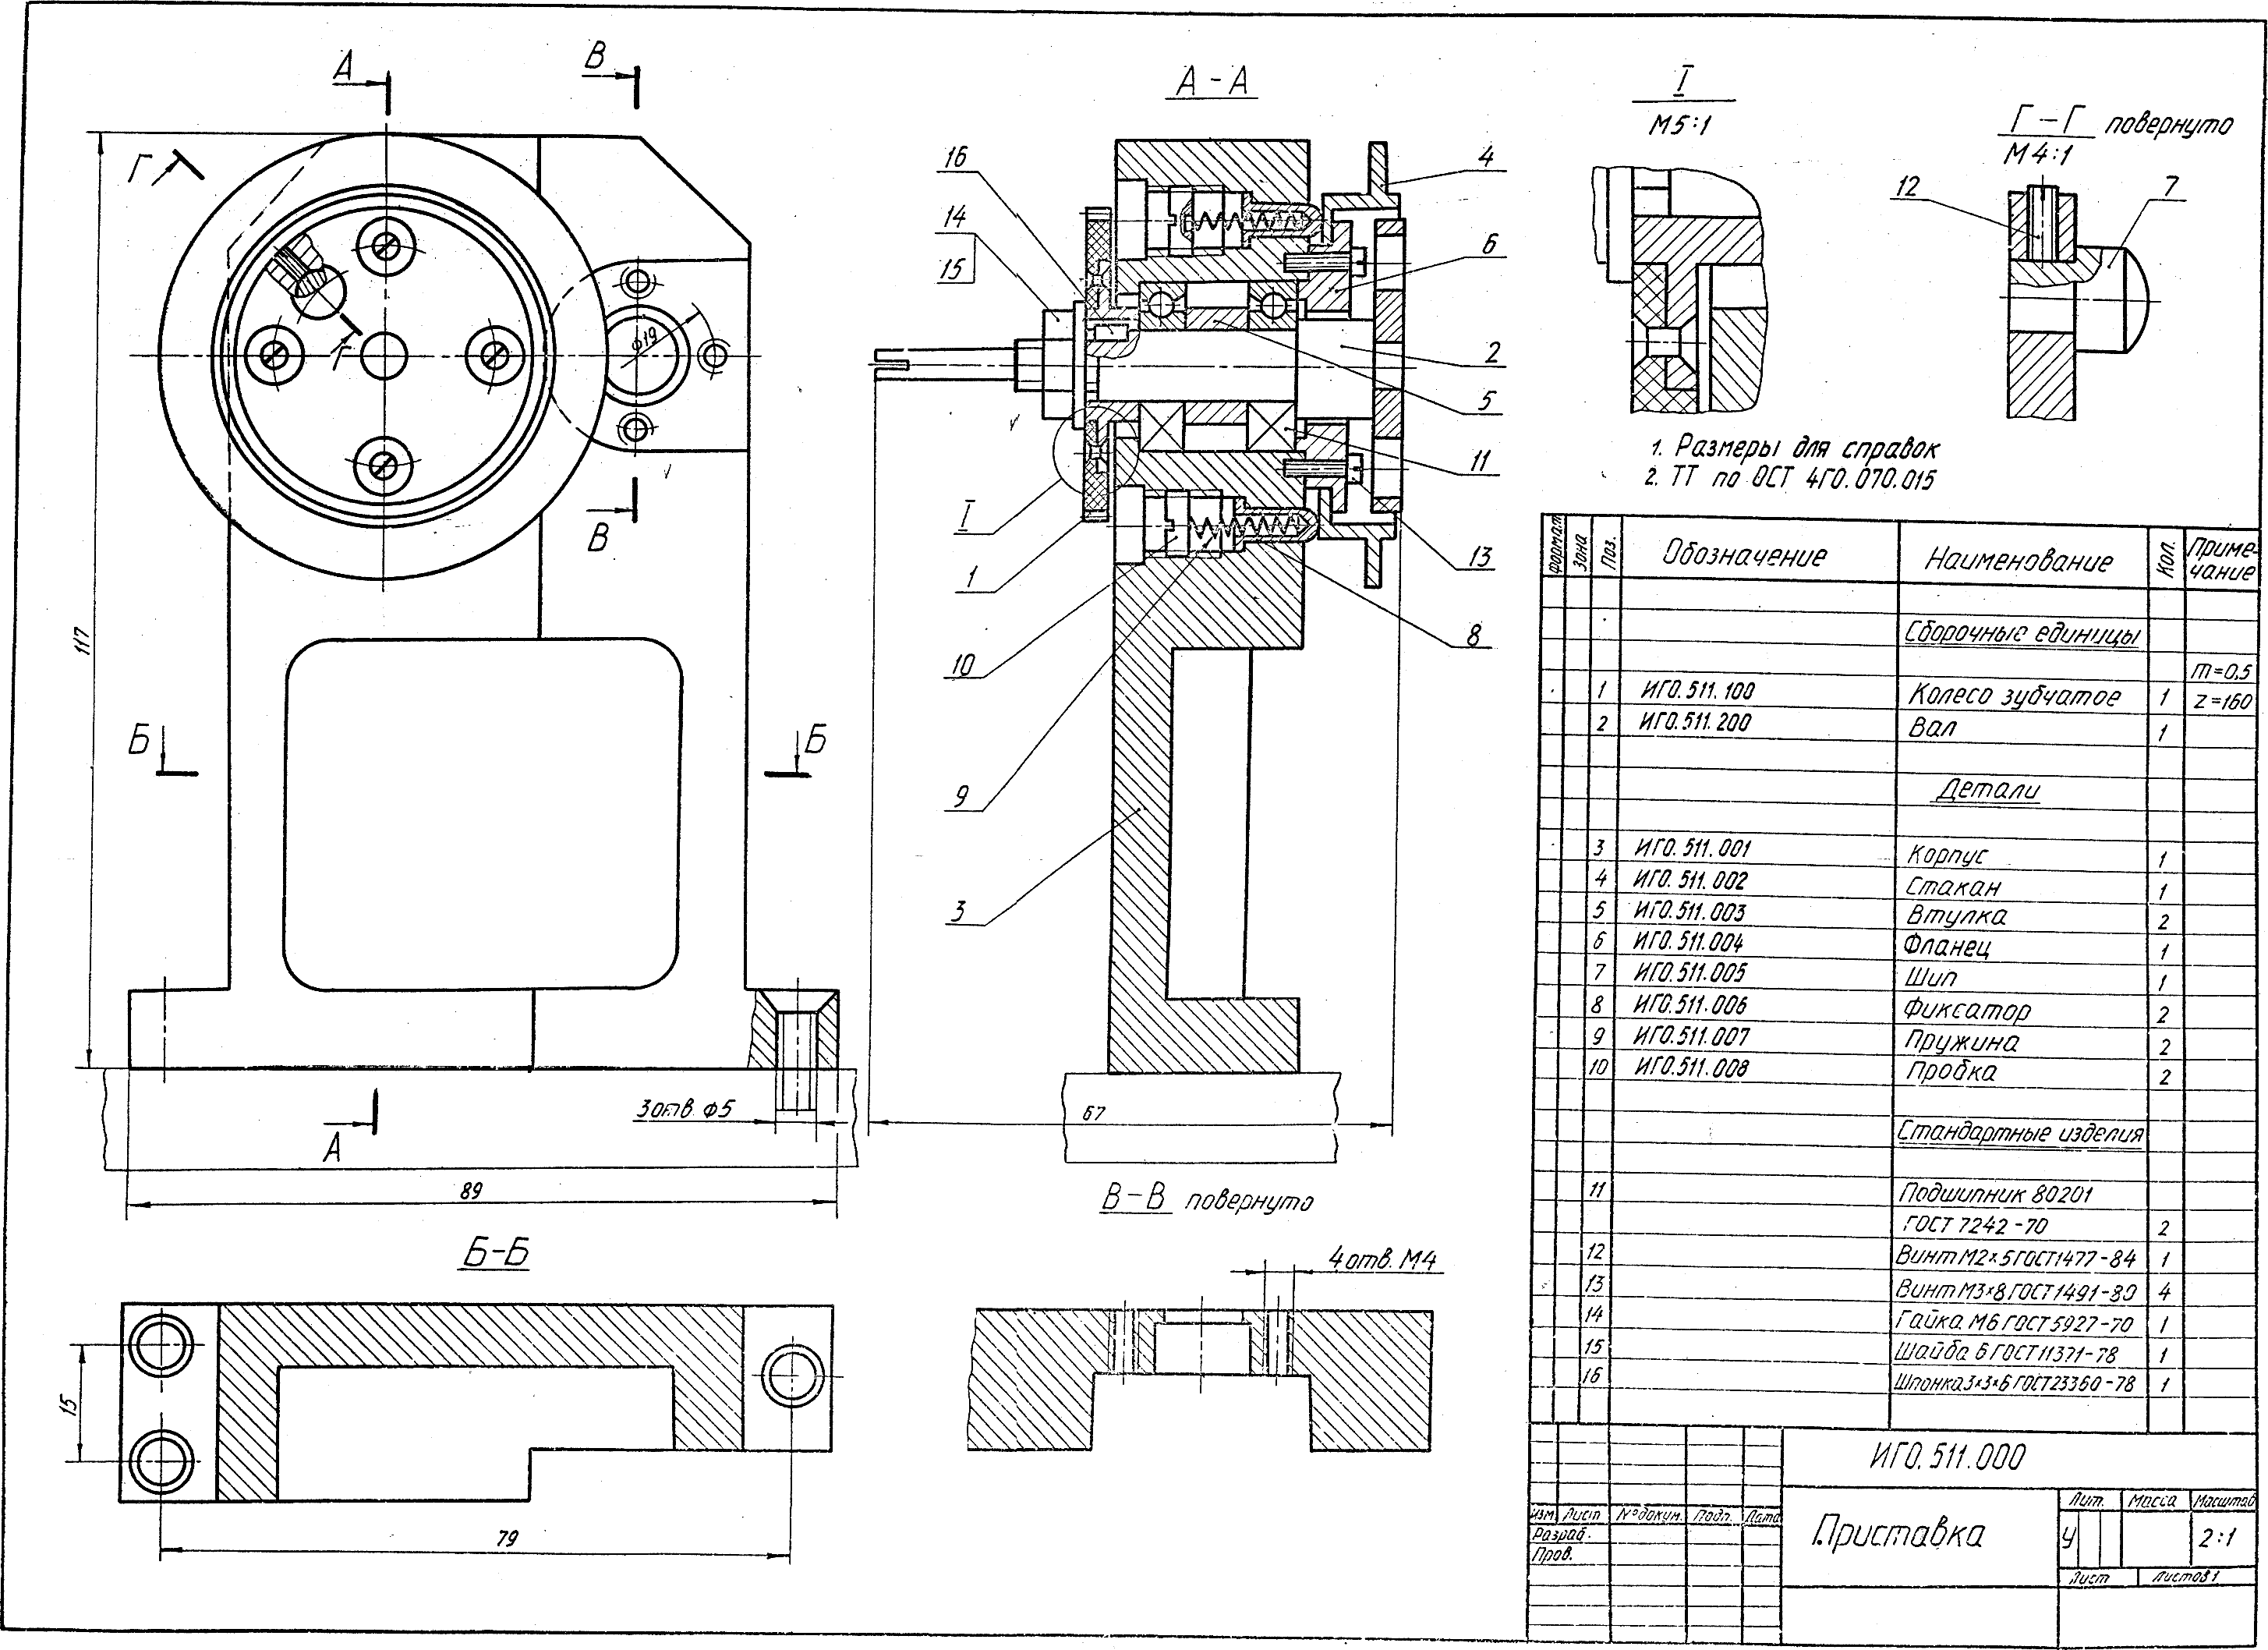 А
В
Г
Г
В
117
Ф19
Б
Б
3 отв. Ф5
А
89
Б-Б
15
79
А-А
16
14
15
I
1
10
9
3
4
6
2
5
11
13
8
67
В-В повернуто
4 отв. М4
I
М5:1
Г-Г повернуто
М4:1
12
7
1. Размеры для справок
2. ТТ по ОСТ 4Г0.070.015
Формат Зона Поз. Обозначение Наименование Кол. Приме-
чание
Сборочные единицы
m=0,5
1 ИГ0.511.100 Колесо зубчатое 1 z=160
2 ИГ0.511.200 Вал 1
Детали
3 ИГ0.511.001 Корпус 1
4 ИГ0.511.002 Стакан 1
5 ИГ0.511.003 Втулка 2
6 ИГ0.511.004 Фланец 1
7 ИГ0.511.005 Шип 1
8 ИГ0.511.006 Фиксатор 2
9 ИГ0.511.007 Пружина 2
10 ИГ0.511.008 Пробка 2
Стандартные изделия
11 Подшипник 80201
ГОСТ 7242-70 2
12 Винт М2×5 ГОСТ 1477-84 1
13 Винт М3×8 ГОСТ 1491-80 4
14 Гайка М6 ГОСТ 5927-70 1
15 Шайба 6 ГОСТ 11371-78 1
16 Шпонка 3×3×6 ГОСТ 23360-78 1
ИГ0.511.000
Изм. Лист № докум. Подп. Дата
Разраб.
Пров.
Приставка
Лит. Масса Масштаб
У 2:1
Лист Листов 1